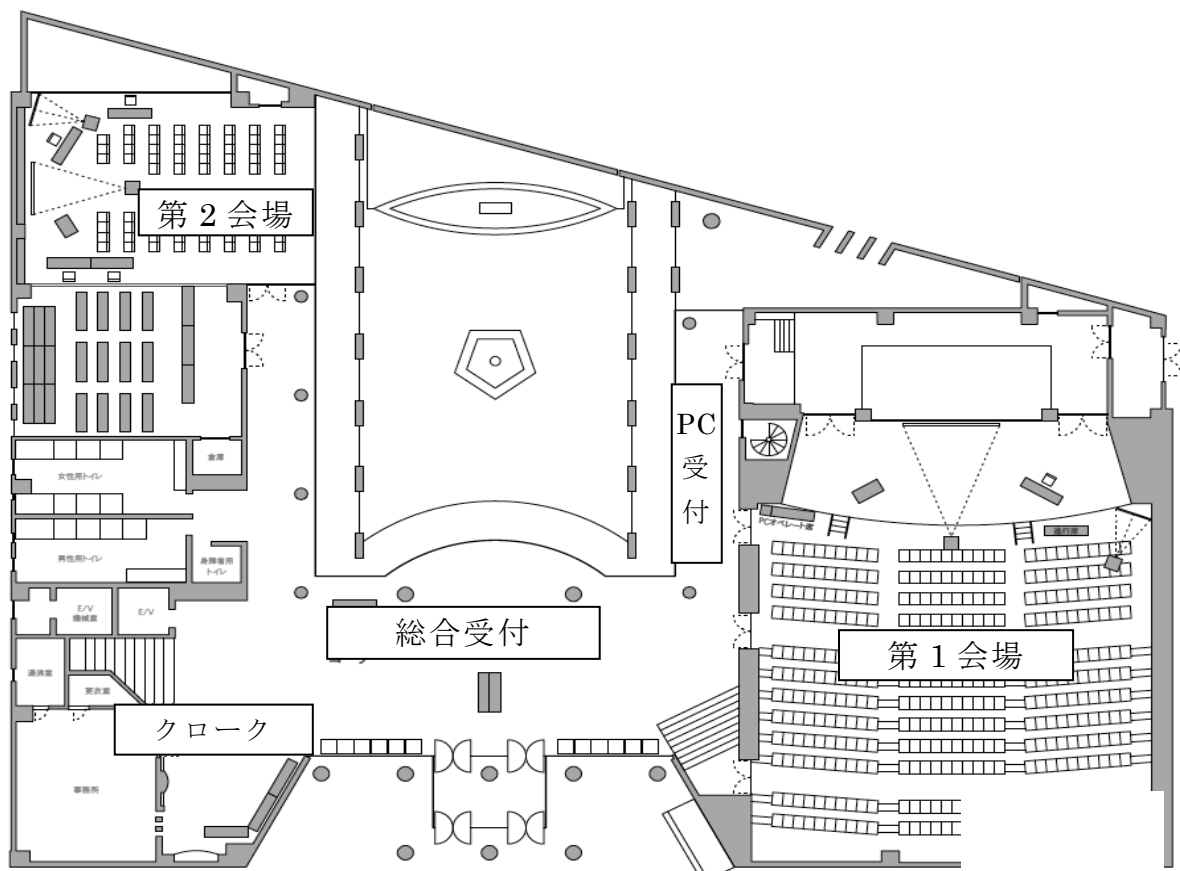 第２会場
PC
受
付
倉庫
女性用トイレ
PCオペレート席
進行席
男性用トイレ
身障者用
トイレ
E/V
機械室
E/V
総合受付
第１会場
湯沸室
更衣室
クローク
事務所